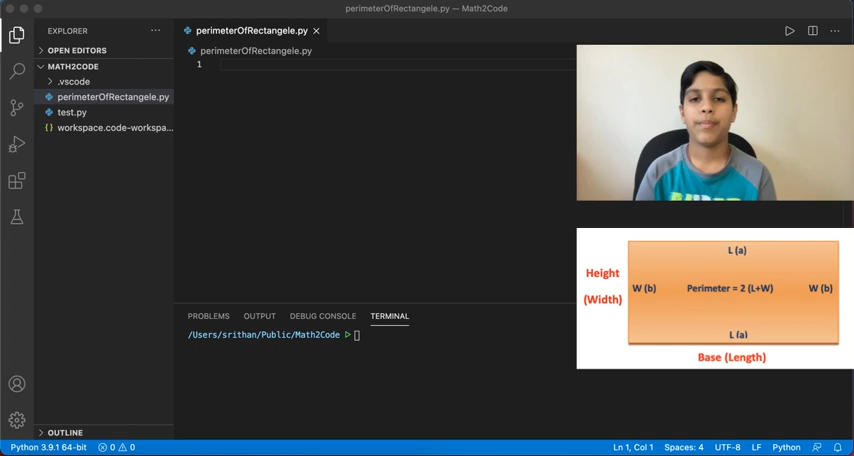 perimeterOfRectangele.py — Math2Code
EXPLORER
OPEN EDITORS
MATH2CODE
.vscode
perimeterOfRectangele.py
test.py
workspace.code-workspa...
OUTLINE
perimeterOfRectangele.py
perimeterOfRectangele.py
1
L (a)
Height
(Width)
W (b) Perimeter = 2 (L+W) W (b)
L (a)
Base (Length)
PROBLEMS OUTPUT DEBUG CONSOLE TERMINAL
/Users/srithan/Public/Math2Code
Python 3.9.1 64-bit 0 0 Ln 1, Col 1 Spaces: 4 UTF-8 LF Python